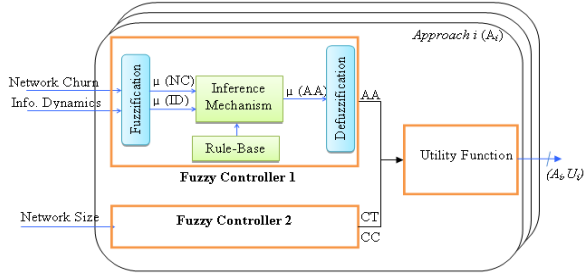 Approach i (Ai)
Network Churn
Info. Dynamics
Fuzzification
μ (NC)
μ (ID)
Inference
Mechanism
μ (AA)
Defuzzification
AA
Rule-Base
Fuzzy Controller 1
Utility Function
(Ai, Ui)
Network Size
Fuzzy Controller 2
CT
CC